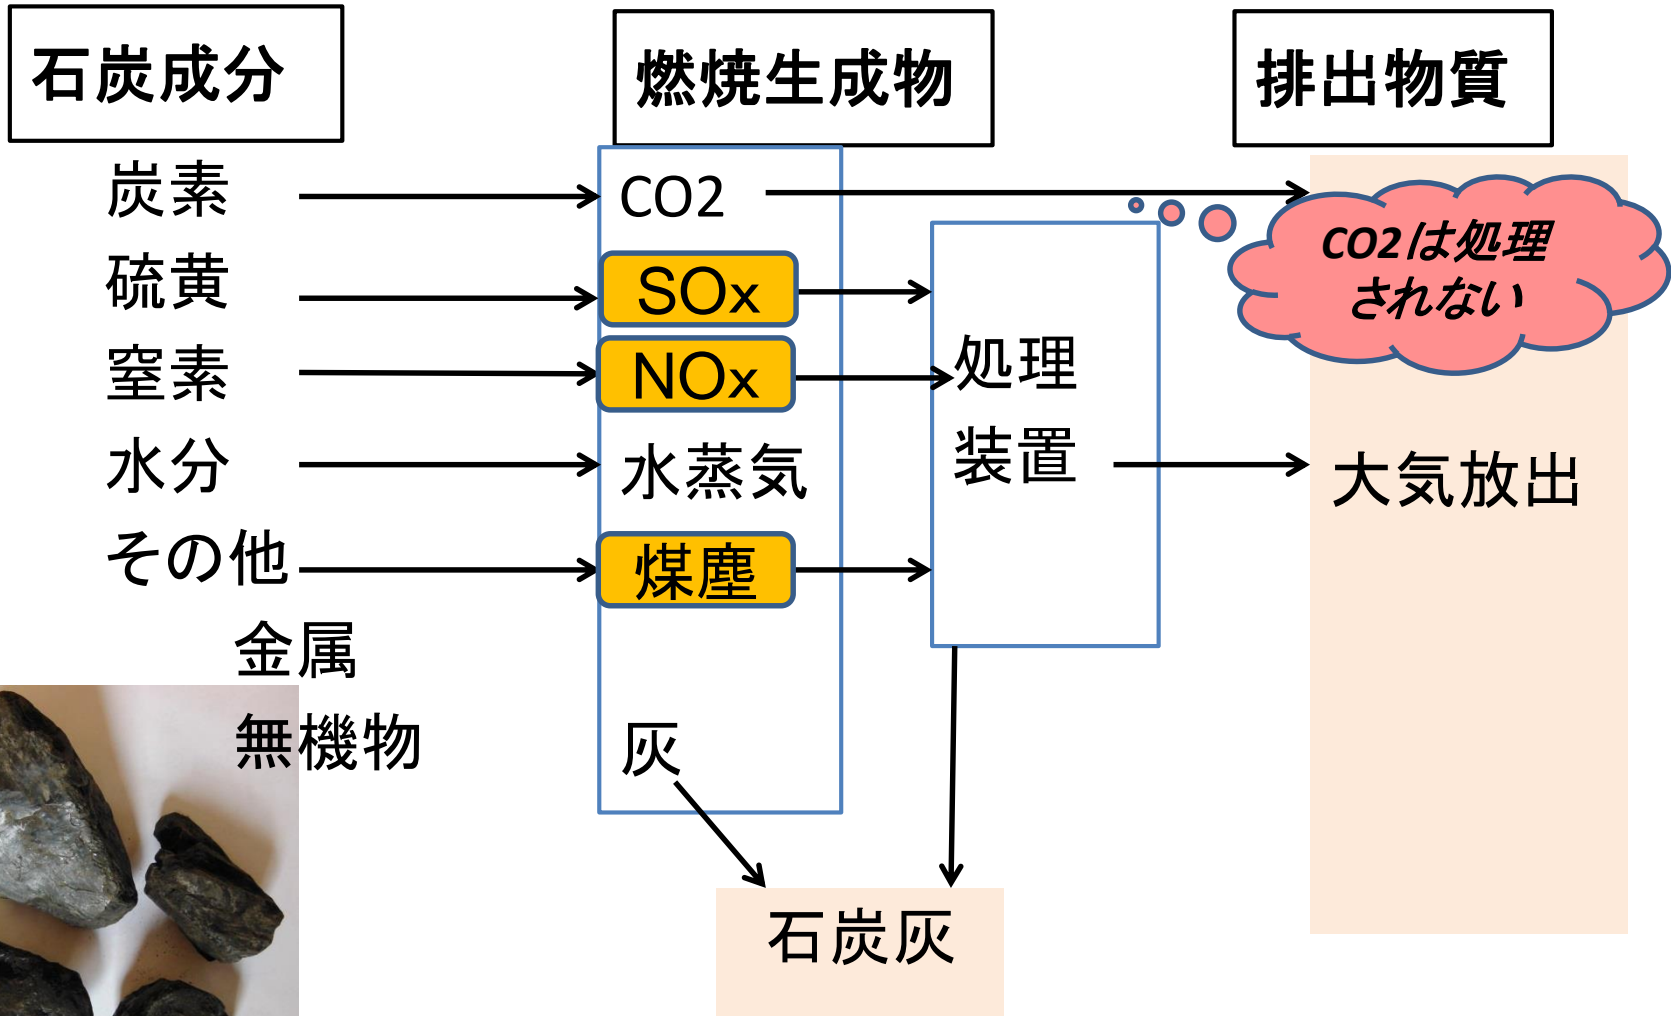 石炭成分
燃焼生成物
排出物質
炭素
硫黄
窒素
水分
その他
金属
無機物
CO2
SOx
NOx
水蒸気
煤塵
灰
処理
装置
CO2は処理
されない
大気放出
石炭灰